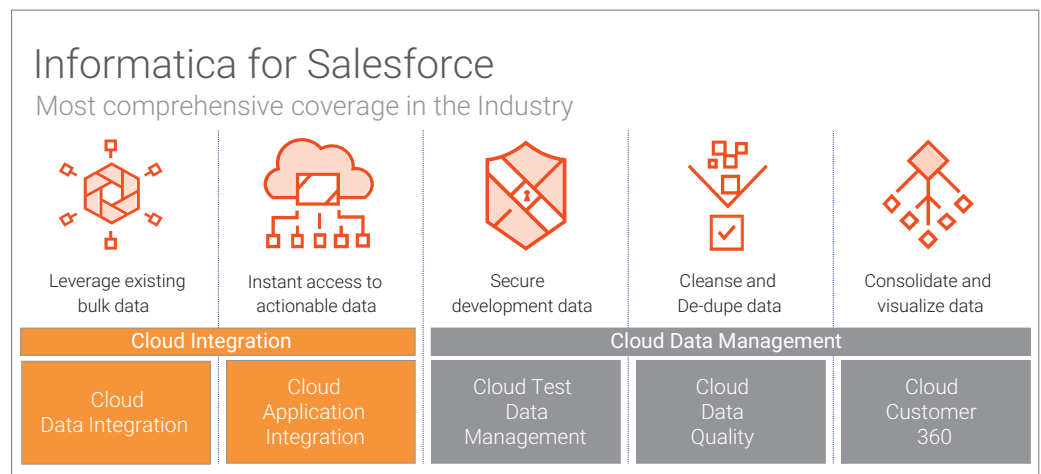 Informatica for Salesforce
Most comprehensive coverage in the Industry
Leverage existing
bulk data
Instant access to
actionable data
Secure
development data
Cleanse and
De-dupe data
Consolidate and
visualize data
Cloud Integration
Cloud Data Management
Cloud
Data Integration
Cloud
Application
Integration
Cloud Test
Data
Management
Cloud
Data
Quality
Cloud
Customer
360